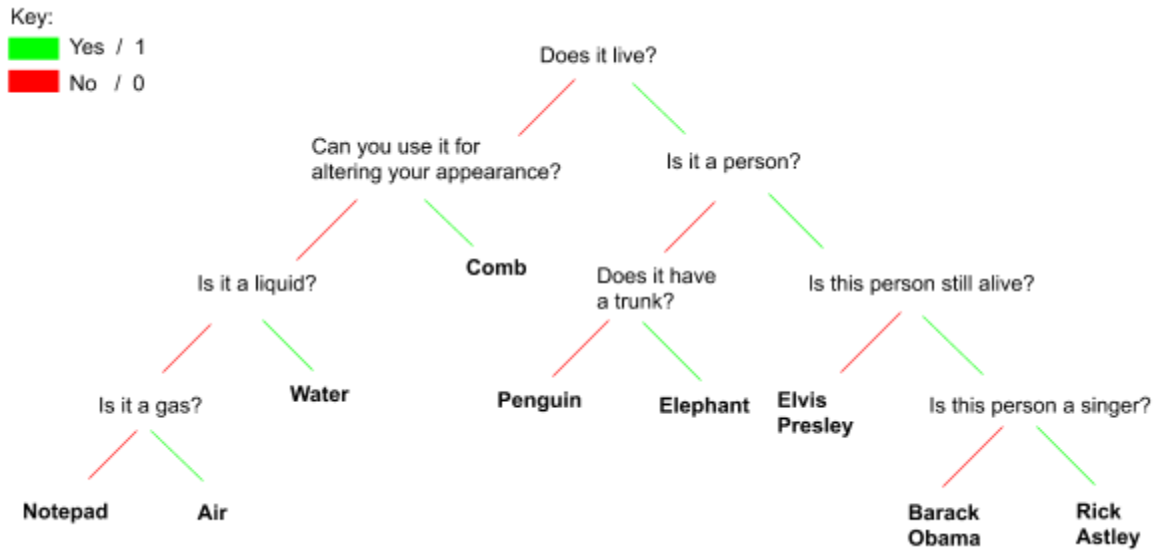 Key:
Yes / 1
No / 0
Does it live?
Can you use it for
altering your appearance?
Is it a person?
Is it a liquid?
Comb
Does it have
a trunk?
Is this person still alive?
Is it a gas?
Water
Penguin
Elephant
Elvis
Presley
Is this person a singer?
Notepad
Air
Barack
Obama
Rick
Astley